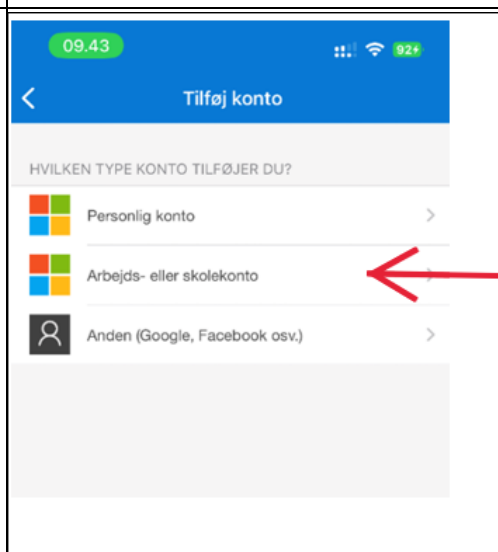 09.43
92+
Tilføj konto
HVILKEN TYPE KONTO TILFØJER DU?
Personlig konto
Arbejds- eller skolekonto
Anden (Google, Facebook osv.)